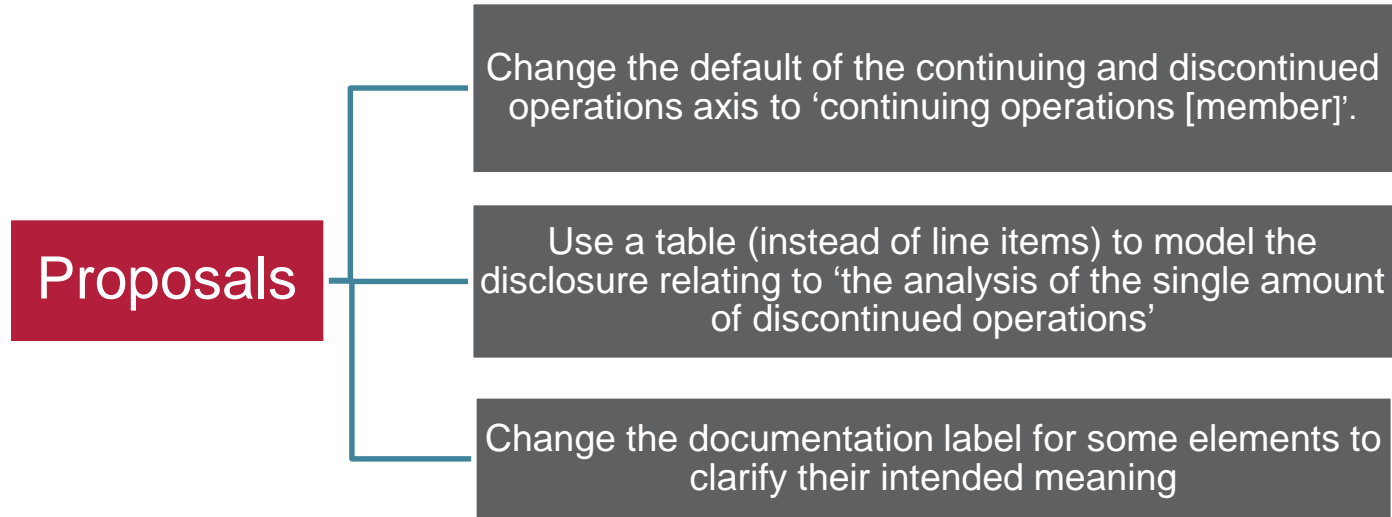 Proposals
Change the default of the continuing and discontinued
operations axis to ‘continuing operations [member]’.
Use a table (instead of line items) to model the
disclosure relating to ‘the analysis of the single amount
of discontinued operations’
Change the documentation label for some elements to
clarify their intended meaning